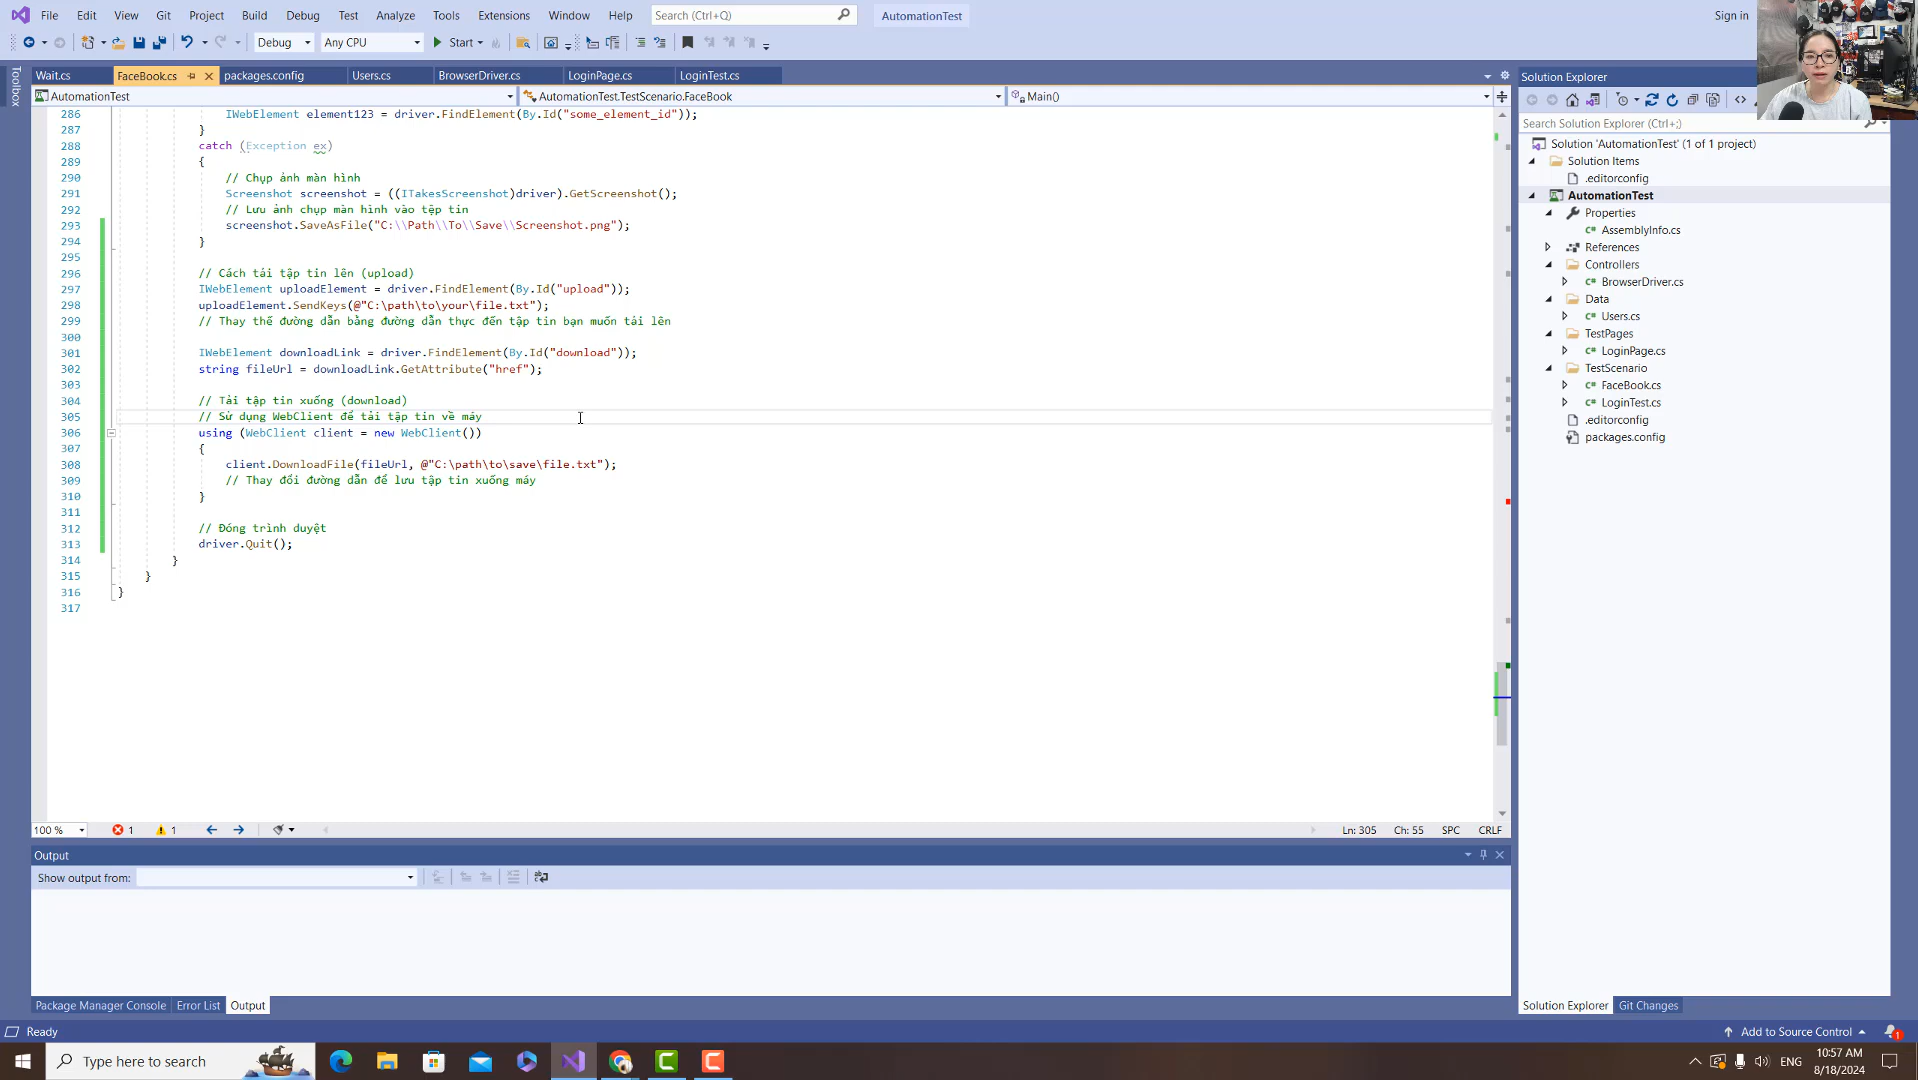 File Edit View Git Project Build Debug Test Analyze Tools Extensions Window Help Search (Ctrl+Q) AutomationTest Sign in
Debug Any CPU Start
Toolbox
Wait.cs FaceBook.cs packages.config Users.cs BrowserDriver.cs LoginPage.cs LoginTest.cs
AutomationTest AutomationTest.TestScenario.FaceBook Main()
286 IWebElement element123 = driver.FindElement(By.Id("some_element_id"));
287 }
288 catch (Exception ex)
289 {
290 // Chụp ảnh màn hình
291 Screenshot screenshot = ((ITakesScreenshot)driver).GetScreenshot();
292 // Lưu ảnh chụp màn hình vào tệp tin
293 screenshot.SaveAsFile("C:\\Path\\To\\Save\\Screenshot.png");
294 }
295
296 // Cách tải tập tin lên (upload)
297 IWebElement uploadElement = driver.FindElement(By.Id("upload"));
298 uploadElement.SendKeys(@"C:\path\to\your\file.txt");
299 // Thay thế đường dẫn bằng đường dẫn thực đến tập tin bạn muốn tải lên
300
301 IWebElement downloadLink = driver.FindElement(By.Id("download"));
302 string fileUrl = downloadLink.GetAttribute("href");
303
304 // Tải tập tin xuống (download)
305 // Sử dụng WebClient để tải tập tin về máy
306 using (WebClient client = new WebClient())
307 {
308 client.DownloadFile(fileUrl, @"C:\path\to\save\file.txt");
309 // Thay đổi đường dẫn để lưu tập tin xuống máy
310 }
311
312 // Đóng trình duyệt
313 driver.Quit();
314 }
315 }
316 }
317
100 % 1 1 Ln: 305 Ch: 55 SPC CRLF
Output
Show output from:
Package Manager Console Error List Output
Solution Explorer
Search Solution Explorer (Ctrl+;)
Solution 'AutomationTest' (1 of 1 project)
Solution Items
.editorconfig
AutomationTest
Properties
C# AssemblyInfo.cs
References
Controllers
C# BrowserDriver.cs
Data
C# Users.cs
TestPages
C# LoginPage.cs
TestScenario
C# FaceBook.cs
C# LoginTest.cs
.editorconfig
packages.config
Solution Explorer Git Changes
Ready Add to Source Control 1
Type here to search ENG 10:57 AM
8/18/2024